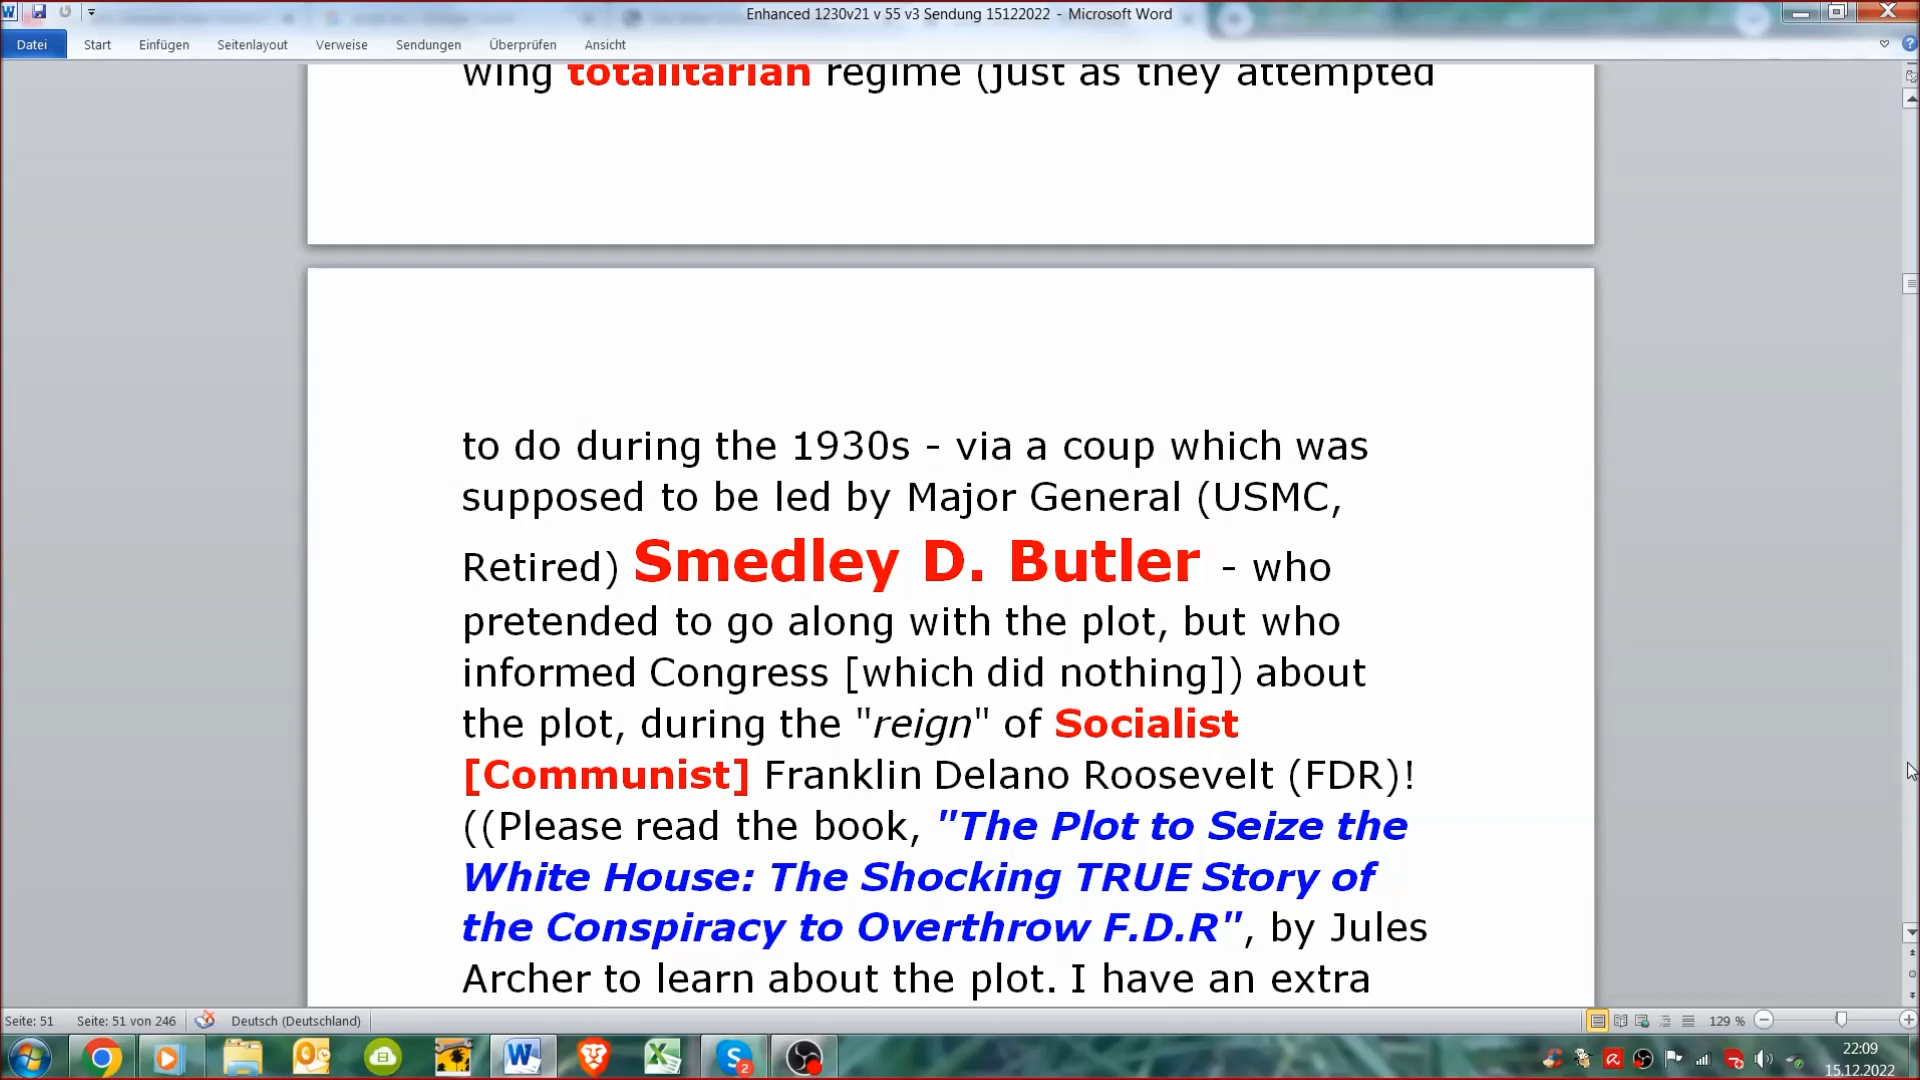 Enhanced 1230v21 v 55 v3 Sendung 15122022 - Microsoft Word
Datei Start Einfügen Seitenlayout Verweise Sendungen Überprüfen Ansicht
wing totalitarian regime (just as they attempted
to do during the 1930s - via a coup which was
supposed to be led by Major General (USMC,
Retired) Smedley D. Butler - who
pretended to go along with the plot, but who
informed Congress [which did nothing]) about
the plot, during the "reign" of Socialist
[Communist] Franklin Delano Roosevelt (FDR)!
((Please read the book, "The Plot to Seize the
White House: The Shocking TRUE Story of
the Conspiracy to Overthrow F.D.R", by Jules
Archer to learn about the plot. I have an extra
Seite: 51 Seite: 51 von 246 Deutsch (Deutschland) 129 %
22:09
15.12.2022